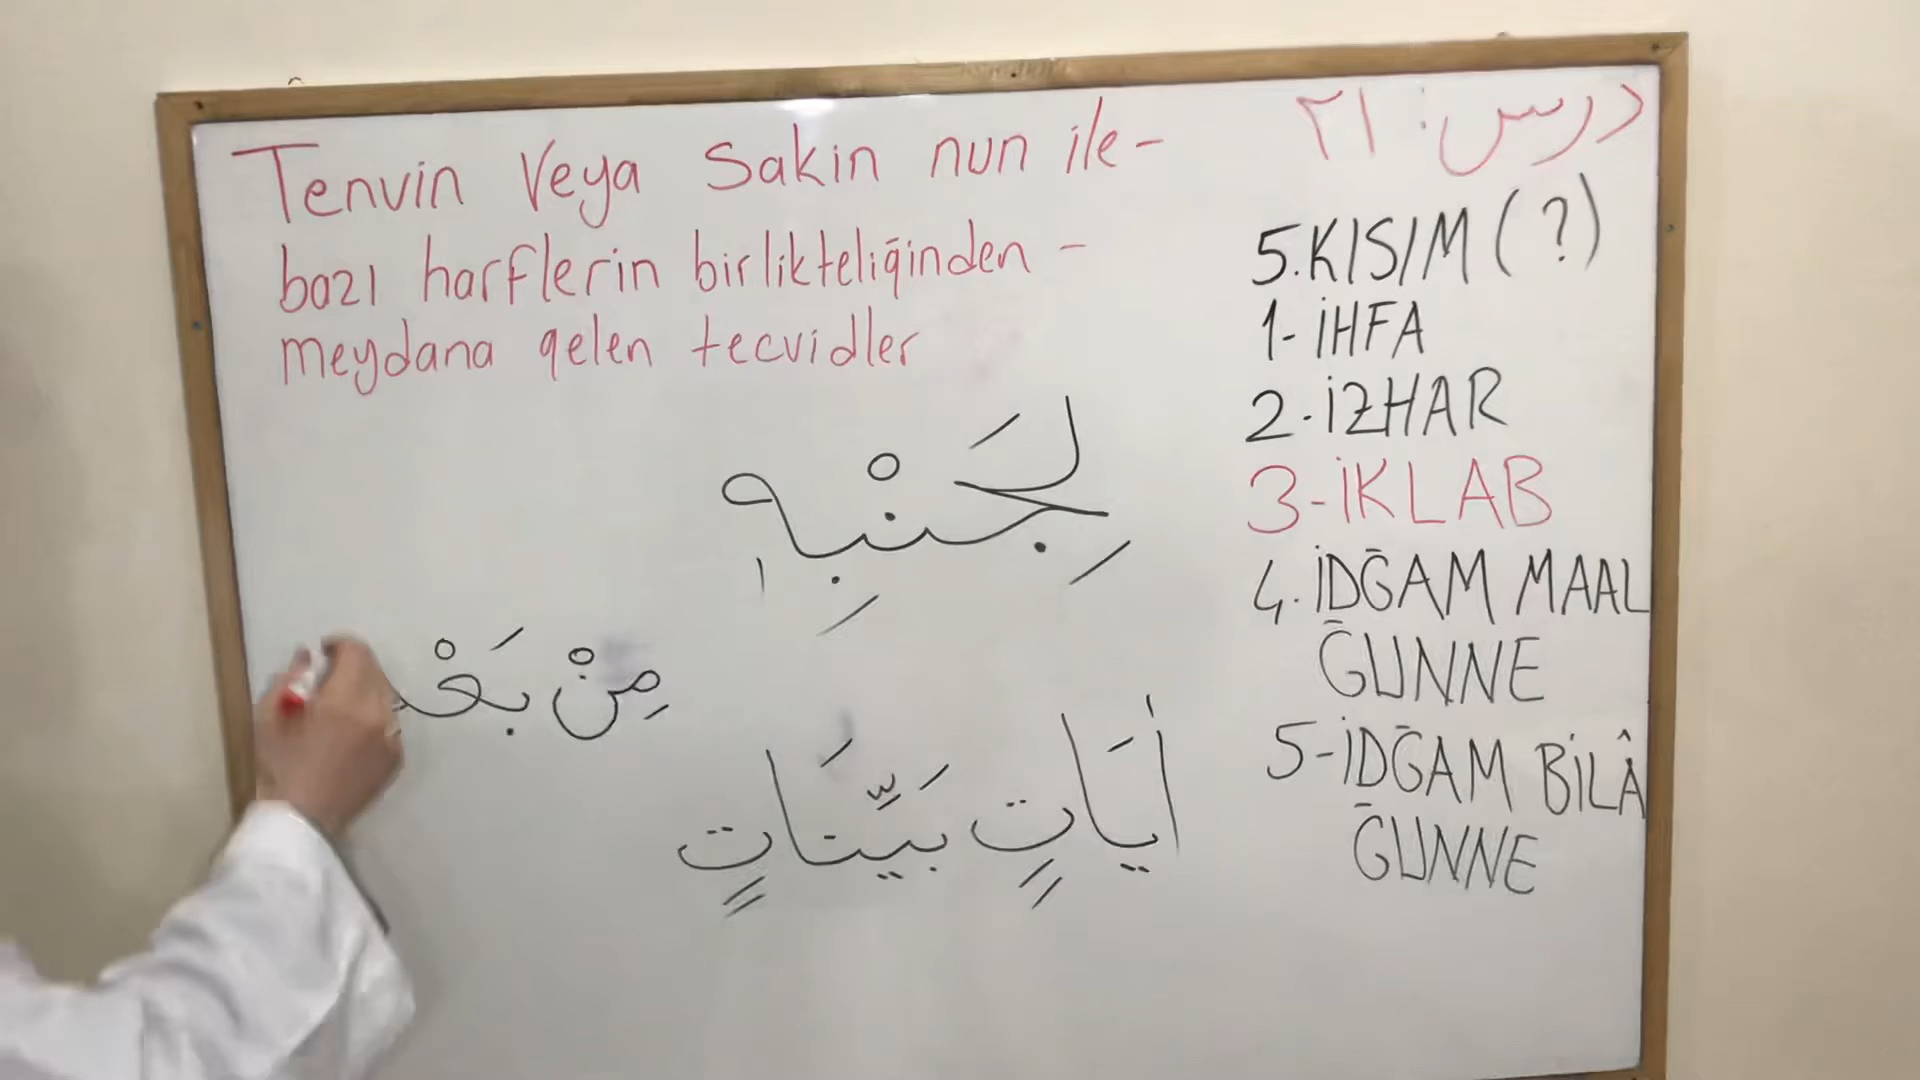 Tenvin Veya Sakin nun ile-
bazı harflerin birlikteliğinden -
meydana gelen tecvidler
درس: ٢١
5.KISIM (?)
1- İHFA
2- İZHAR
3-İKLAB
4. İDĞAM MAAL
ĞUNNE
5-İDĞAM BİLÂ
ĞUNNE
لِجَنْبِهٖ
مِنْ بَعْد
اٰيَاتٍ بَيِّنَاتٍ